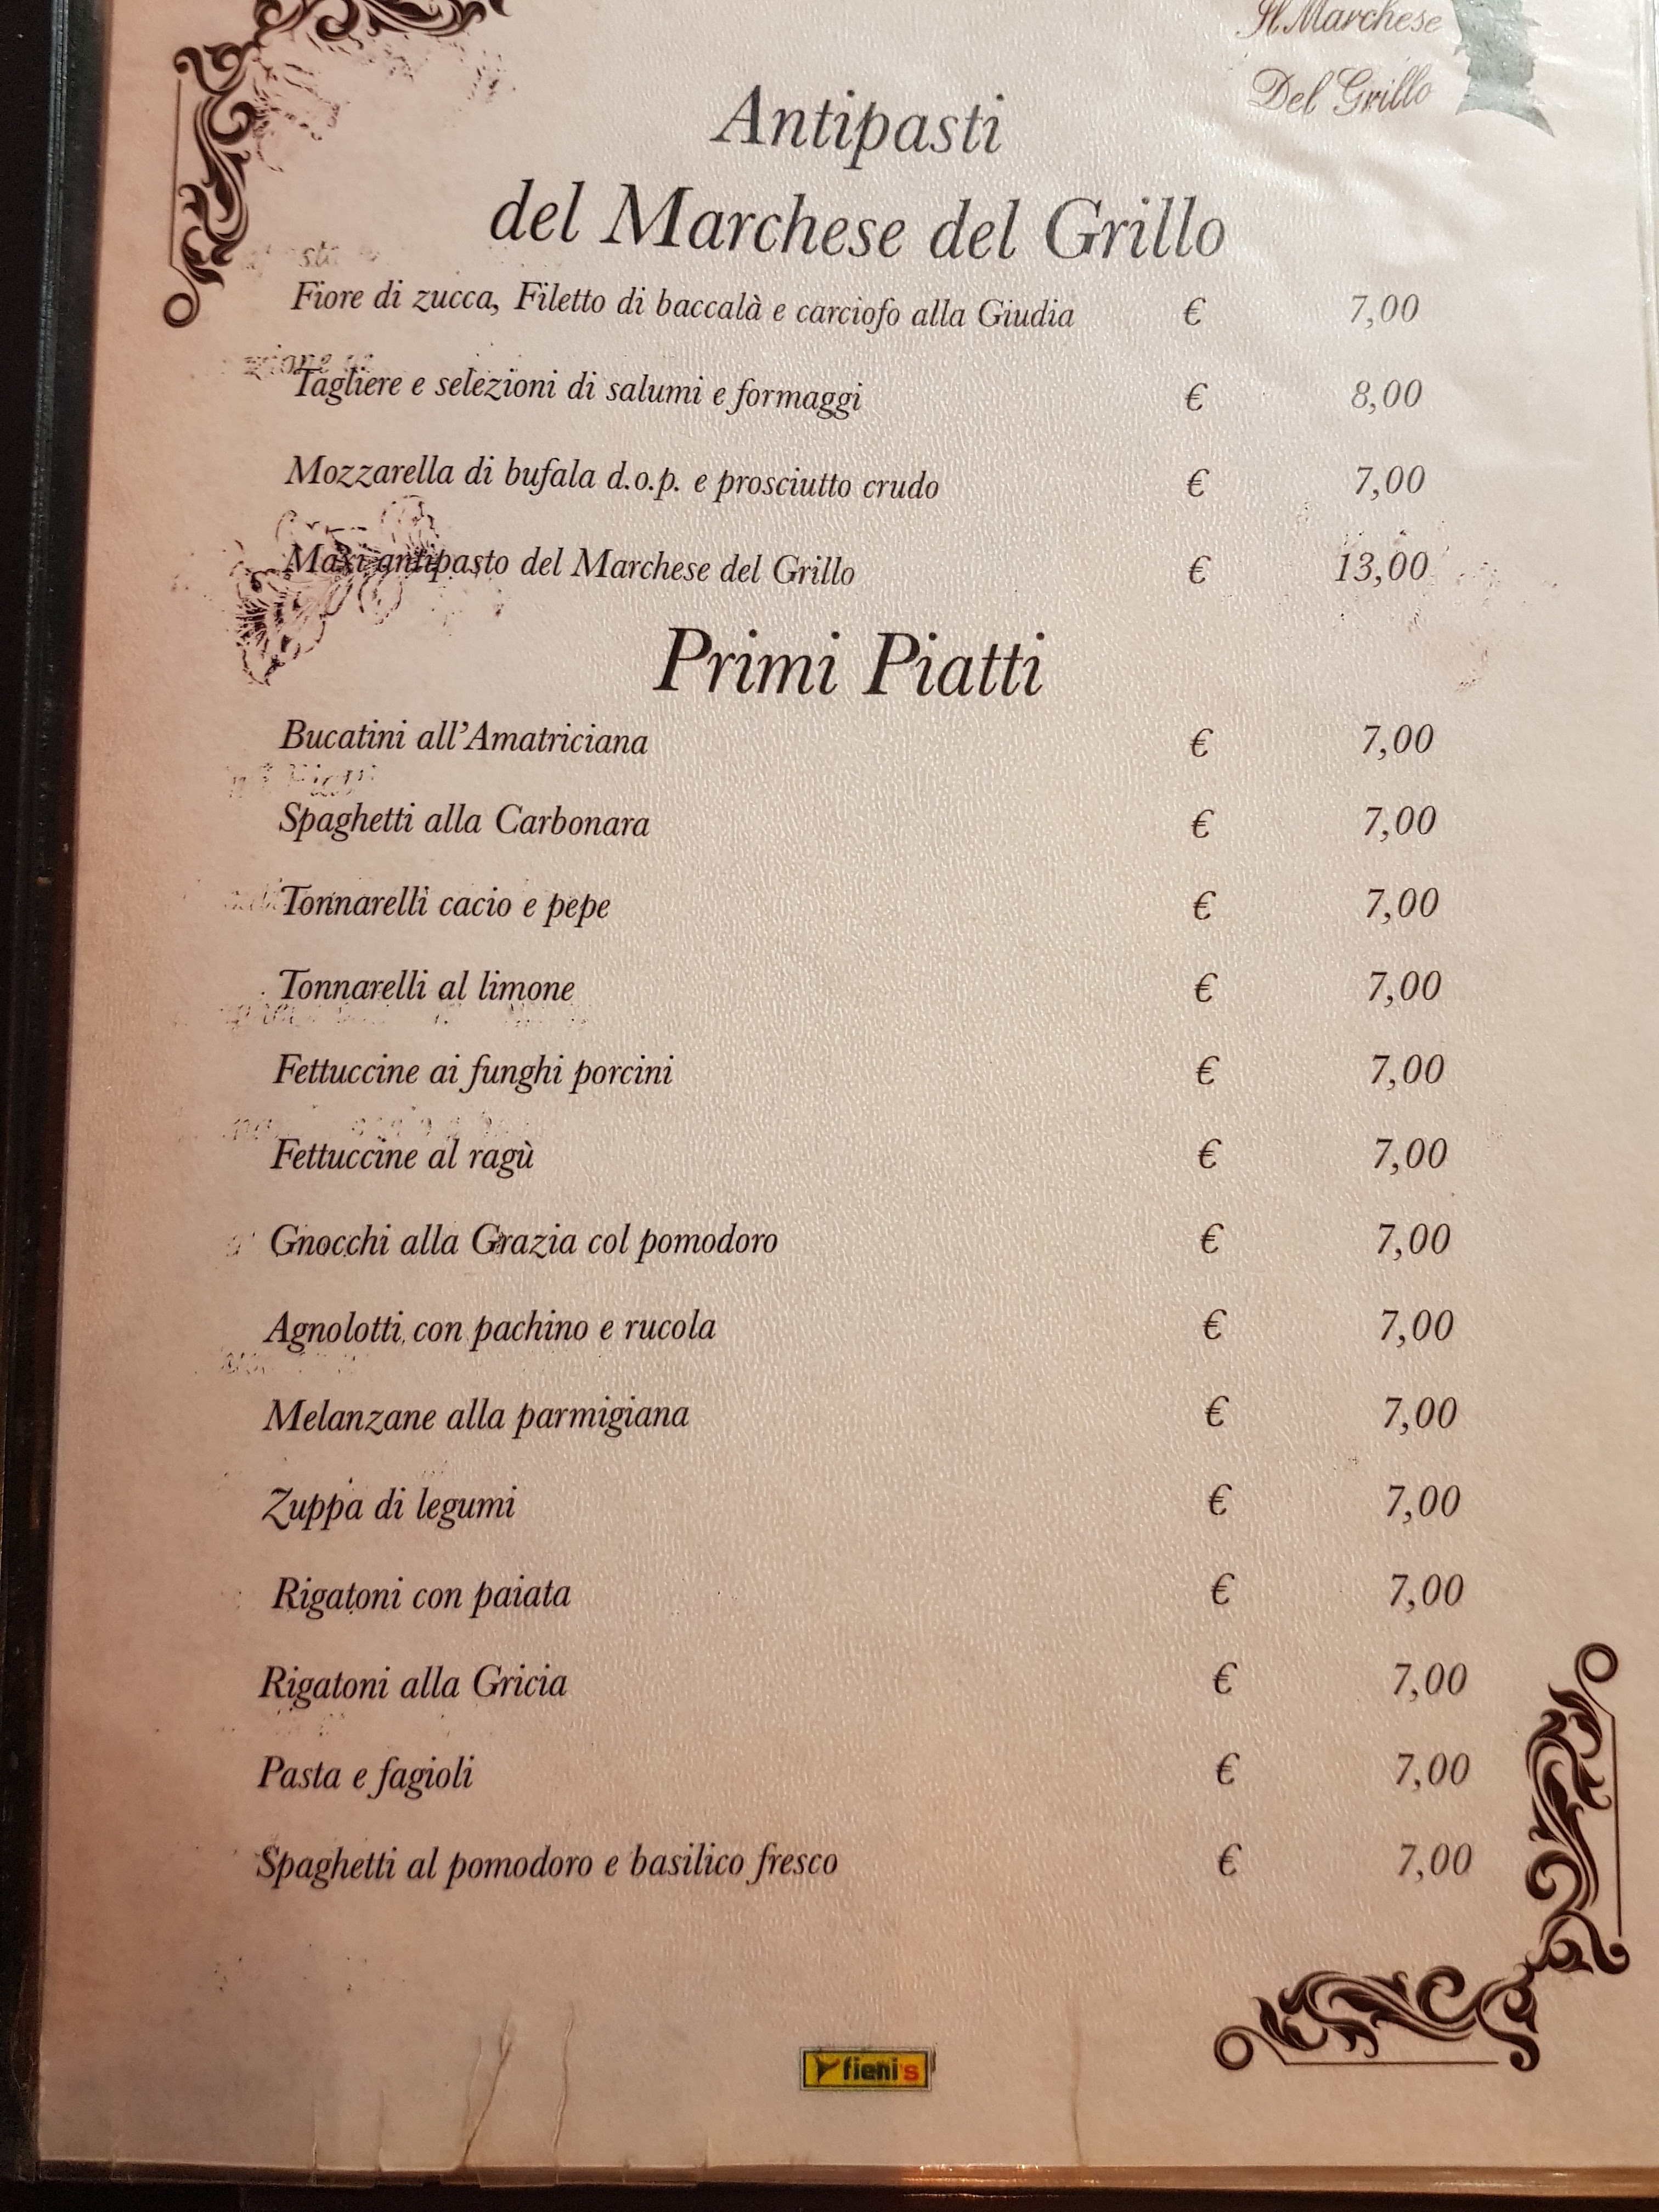 Il Marchese
Del Grillo
Antipasti
del Marchese del Grillo
Fiore di zucca, Filetto di baccalà e carciofo alla Giudia € 7,00
Tagliere e selezioni di salumi e formaggi € 8,00
Mozzarella di bufala d.o.p. e prosciutto crudo € 7,00
Maxi antipasto del Marchese del Grillo € 13,00
Primi Piatti
Bucatini all'Amatriciana € 7,00
Spaghetti alla Carbonara € 7,00
Tonnarelli cacio e pepe € 7,00
Tonnarelli al limone € 7,00
Fettuccine ai funghi porcini € 7,00
Fettuccine al ragù € 7,00
Gnocchi alla Grazia col pomodoro € 7,00
Agnolotti con pachino e rucola € 7,00
Melanzane alla parmigiana € 7,00
Zuppa di legumi € 7,00
Rigatoni con paiata € 7,00
Rigatoni alla Gricia € 7,00
Pasta e fagioli € 7,00
Spaghetti al pomodoro e basilico fresco € 7,00
fieni's